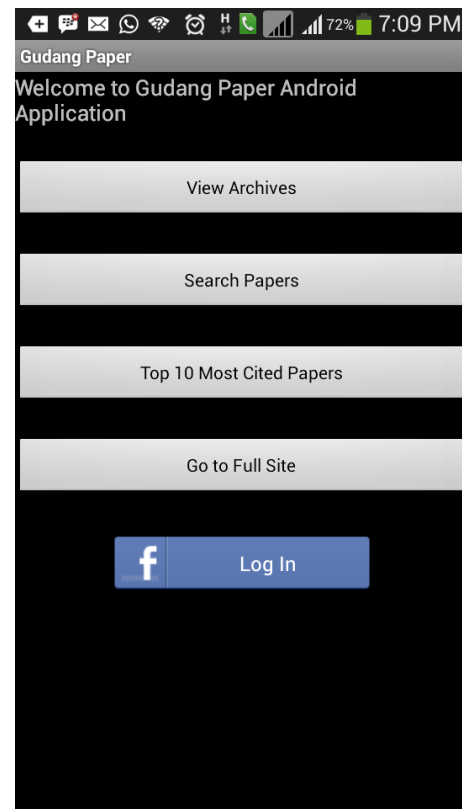 H 72% 7:09 PM
Gudang Paper
Welcome to Gudang Paper Android
Application
View Archives
Search Papers
Top 10 Most Cited Papers
Go to Full Site
f Log In